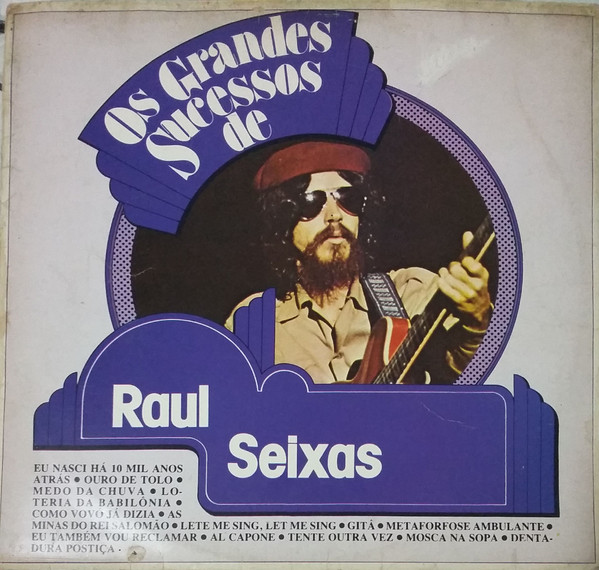 Os Grandes
Sucessos
de
Raul
Seixas
EU NASCI HÁ 10 MIL ANOS
ATRÁS • OURO DE TOLO •
MEDO DA CHUVA • LO-
TERIA DA BABILÔNIA •
COMO VOVÓ JÁ DIZIA • AS
MINAS DO REI SALOMÃO • LETE ME SING, LET ME SING • GITÀ • METAFORFOSE AMBULANTE •
EU TAMBÉM VOU RECLAMAR • AL CAPONE • TENTE OUTRA VEZ • MOSCA NA SOPA • DENTA-
DURA POSTIÇA -